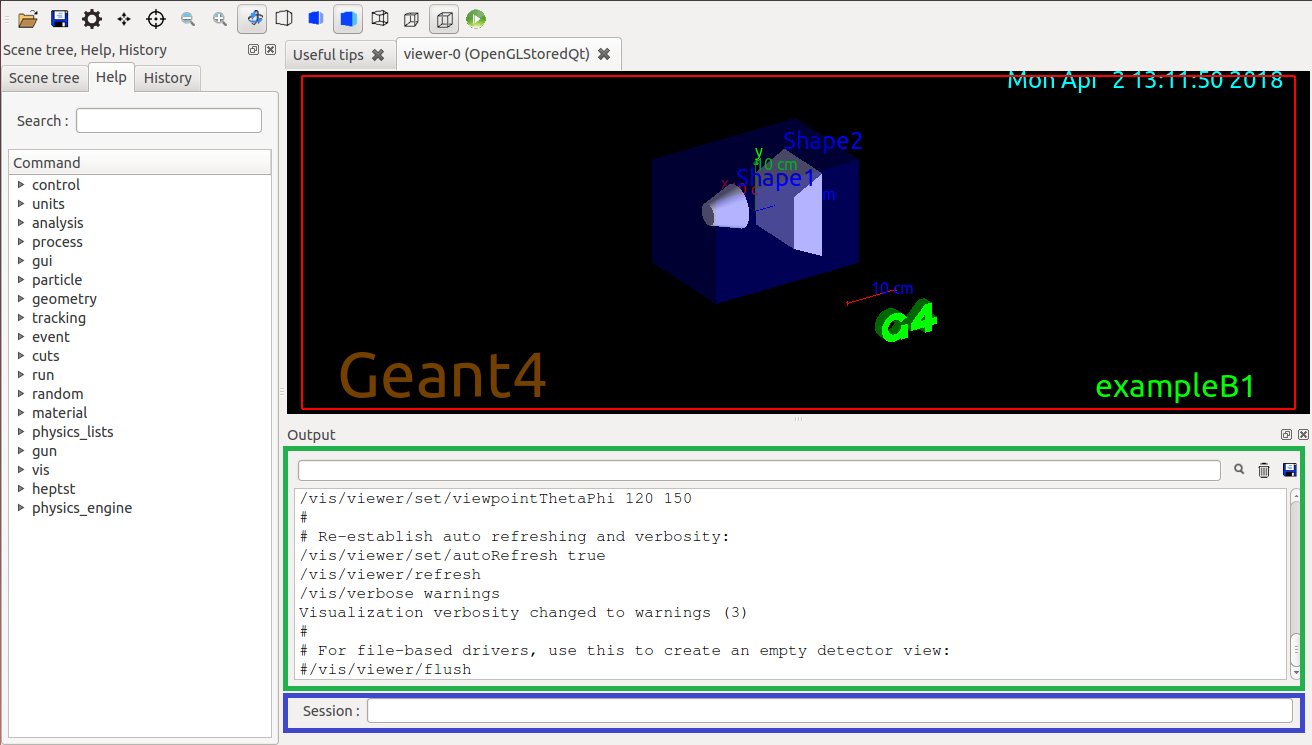 Scene tree, Help, History
Scene tree
Help
History
Search :
Command
control
units
analysis
process
gui
particle
geometry
tracking
event
cuts
run
random
material
physics_lists
gun
vis
heptst
physics_engine
Useful tips
viewer-0 (OpenGLStoredQt)
Mon Apr 2 13:11:50 2018
Shape2
y
10 cm
Shape1
x
m
10 cm
G4
Geant4
exampleB1
Output
/vis/viewer/set/viewpointThetaPhi 120 150
#
# Re-establish auto refreshing and verbosity:
/vis/viewer/set/autoRefresh true
/vis/viewer/refresh
/vis/verbose warnings
Visualization verbosity changed to warnings (3)
#
# For file-based drivers, use this to create an empty detector view:
#/vis/viewer/flush
Session :